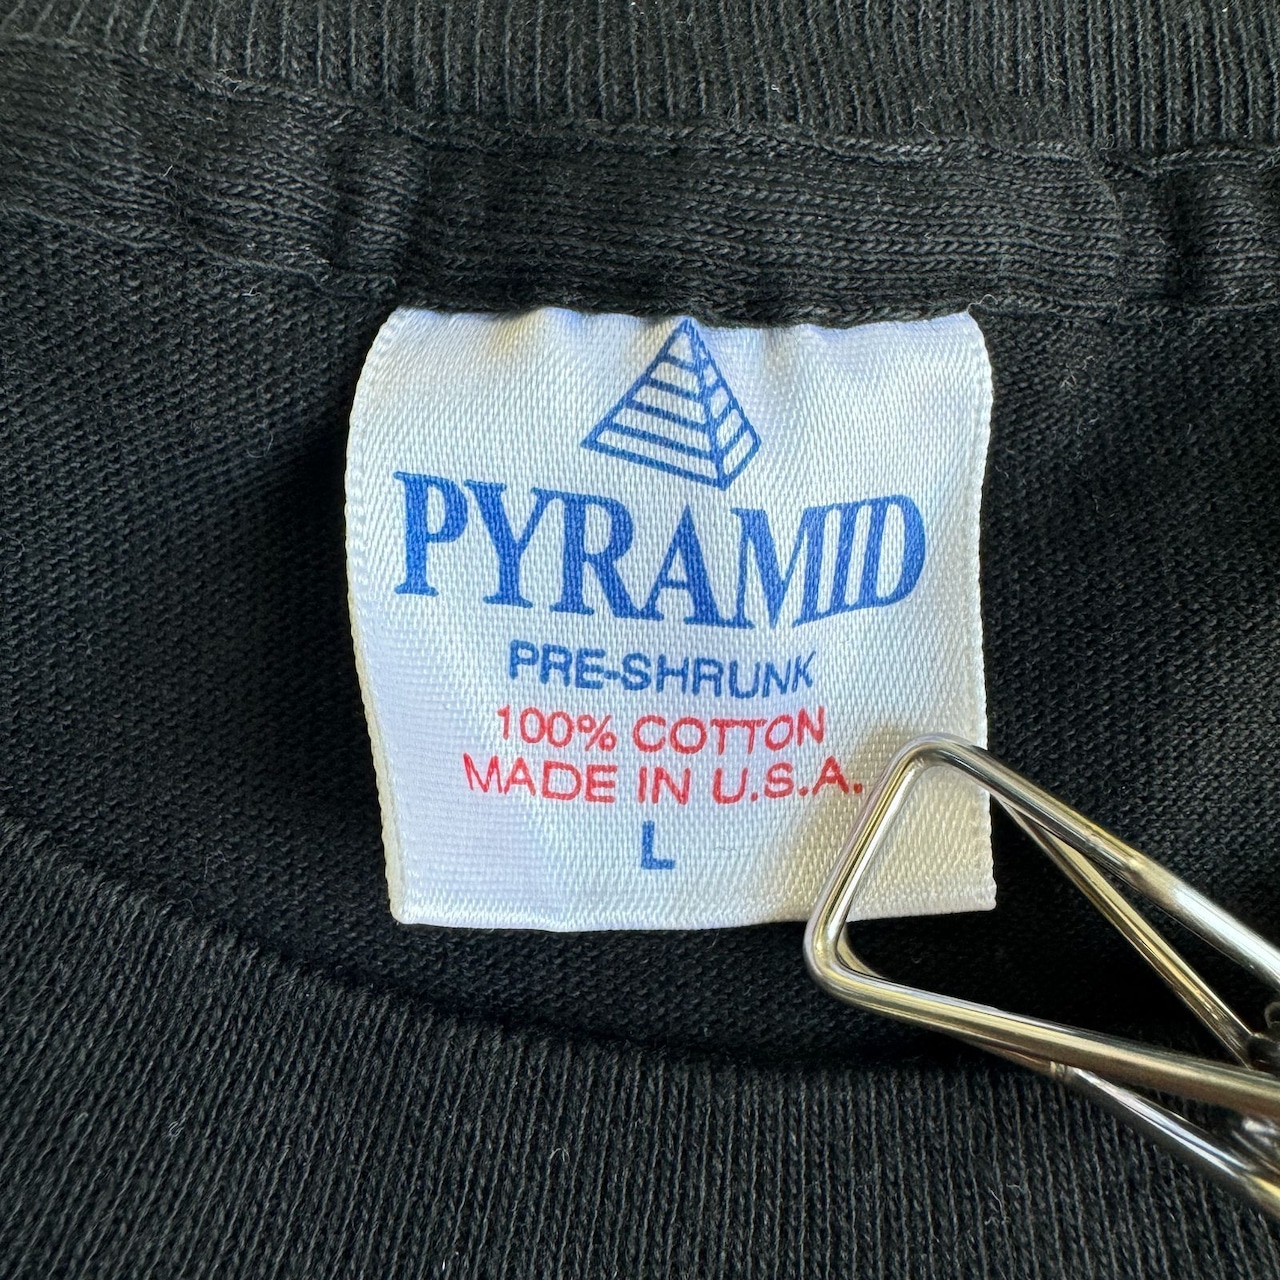 PYRAMID
PRE-SHRUNK
100% COTTON
MADE IN U.S.A.
L